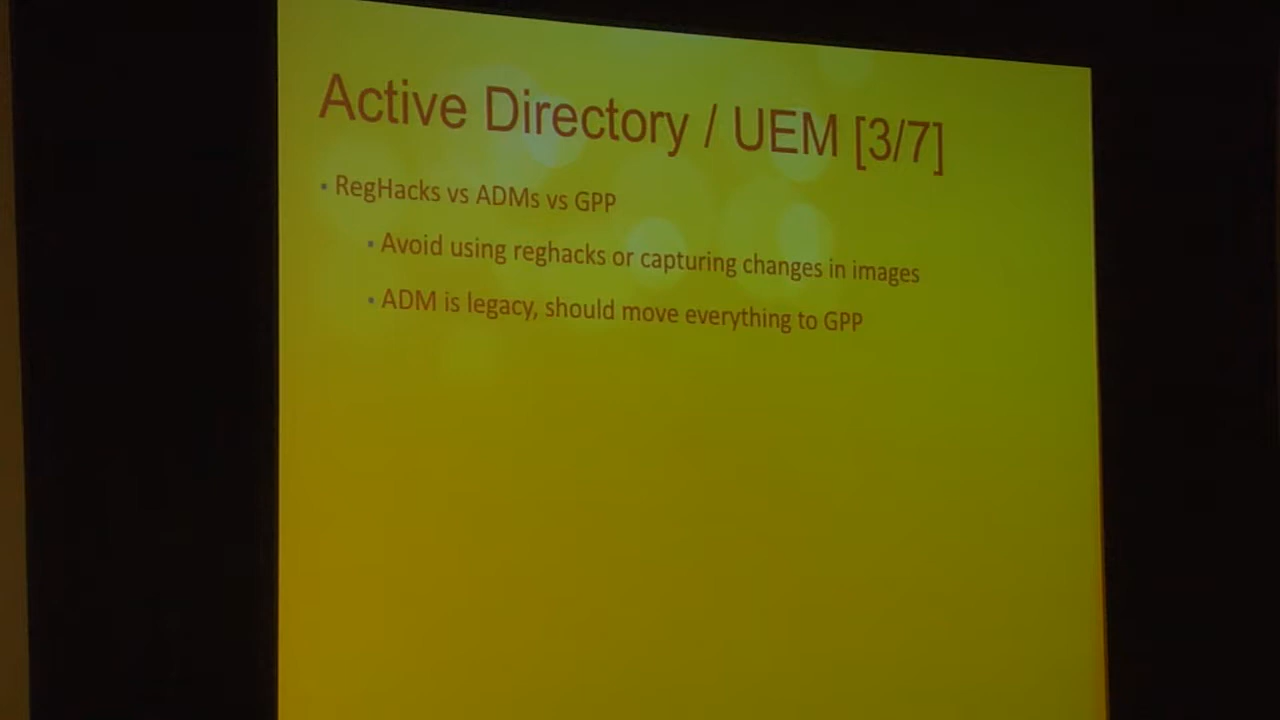 Active Directory / UEM [3/7]
• RegHacks vs ADMs vs GPP
• Avoid using reghacks or capturing changes in images
• ADM is legacy, should move everything to GPP